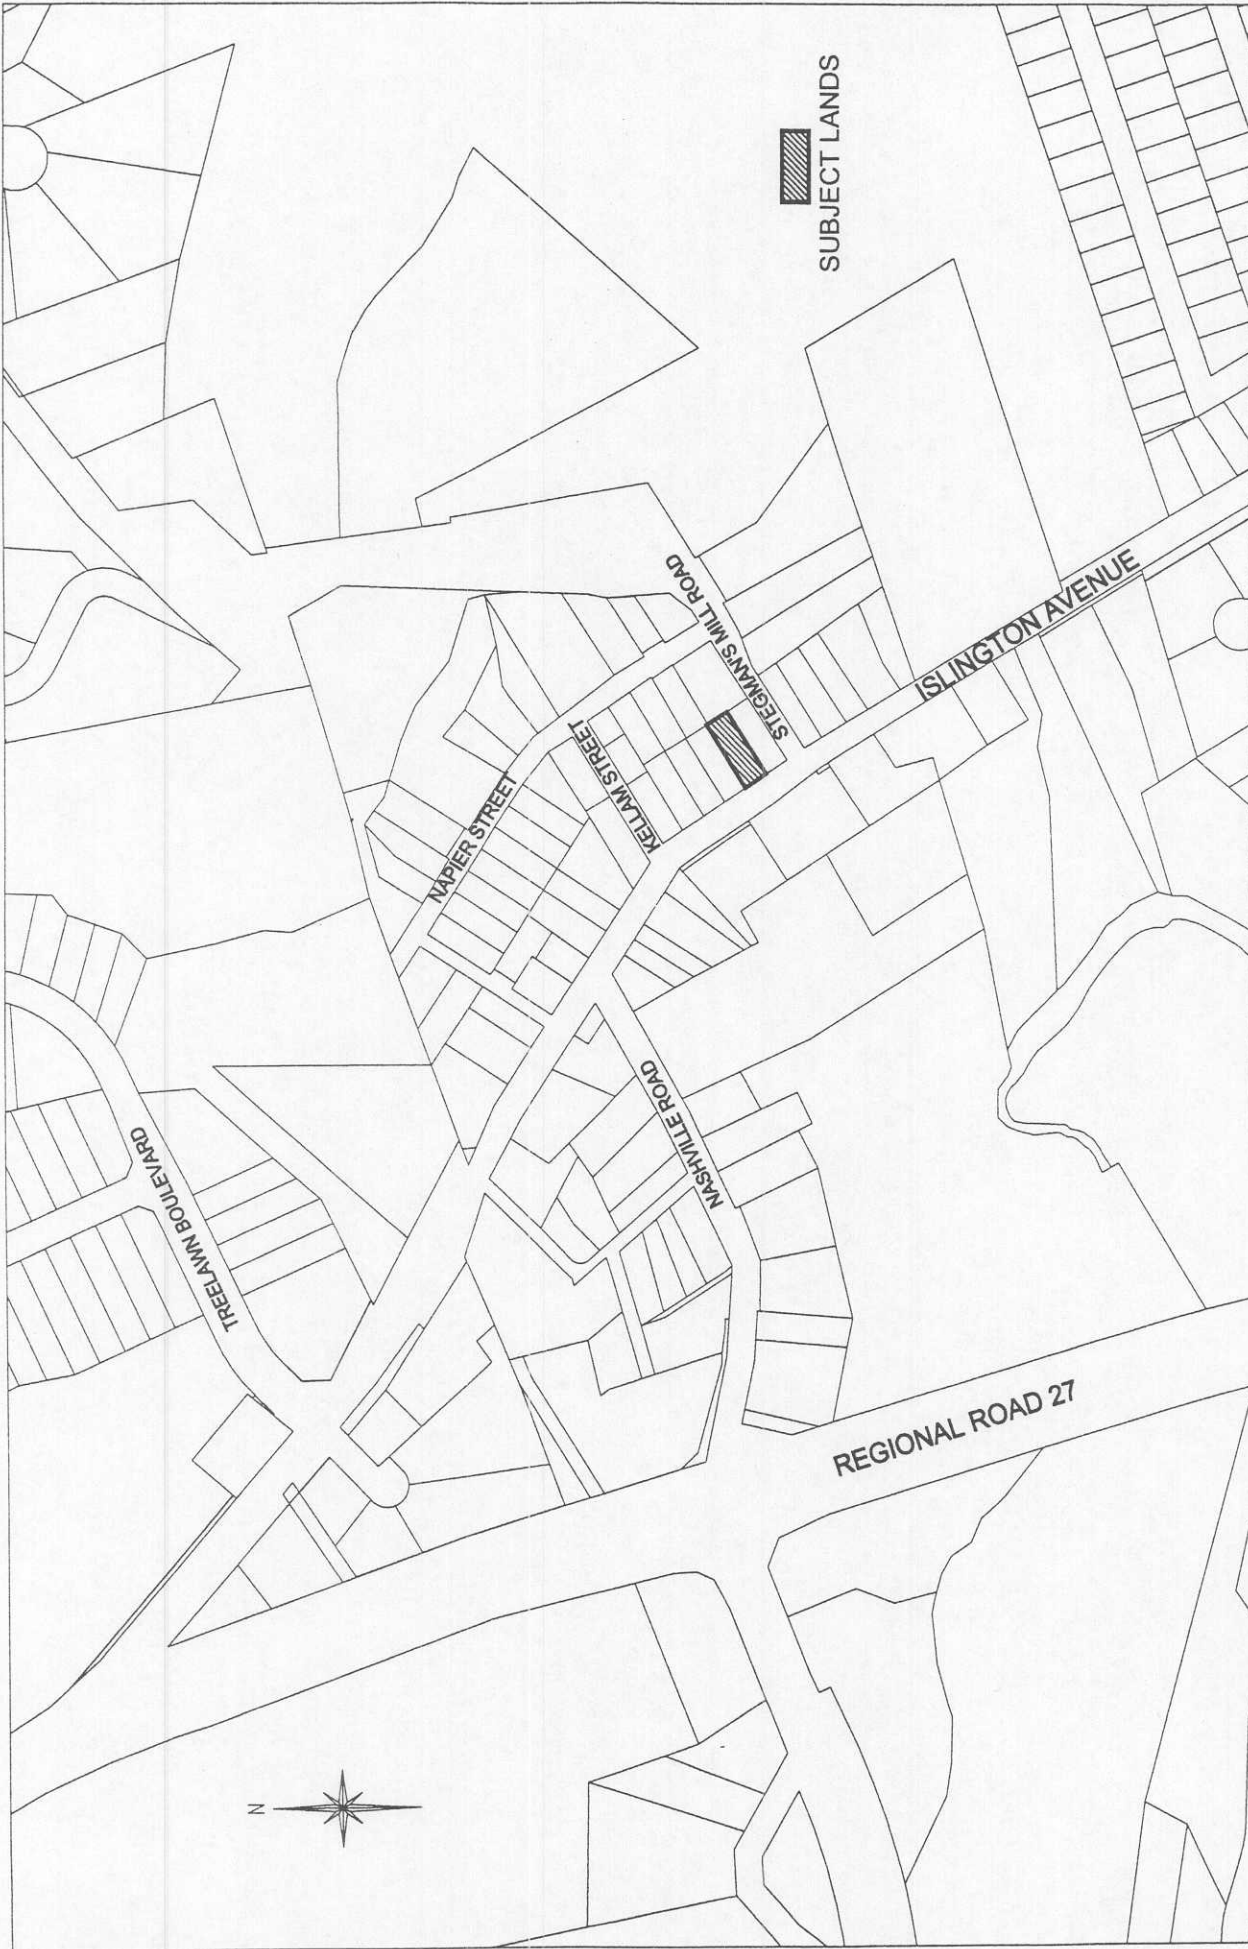 SUBJECT LANDS
STEGMAN'S MILL ROAD
ISLINGTON AVENUE
KELLAM STREET
NAPIER STREET
NASHVILLE ROAD
TREELAWN BOULEVARD
REGIONAL ROAD 27
N